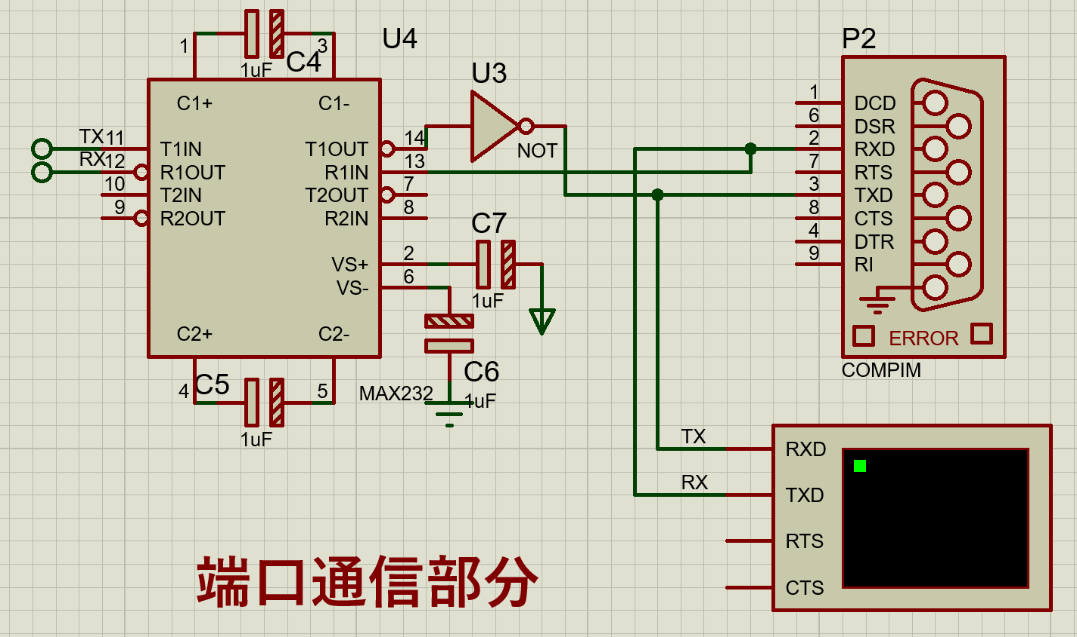 U4
P2
1
3
C4
1uF
U3
C1+
C1-
1
DCD
6
DSR
TX
11
T1IN
T1OUT
14
NOT
2
RXD
RX
12
R1OUT
R1IN
13
7
RTS
10
T2IN
T2OUT
7
3
TXD
9
R2OUT
R2IN
8
8
CTS
C7
4
DTR
VS+
2
9
RI
VS-
6
1uF
C2+
C2-
ERROR
COMPIM
4
C5
5
MAX232
C6
1uF
1uF
TX
RXD
RX
TXD
RTS
CTS
端口通信部分